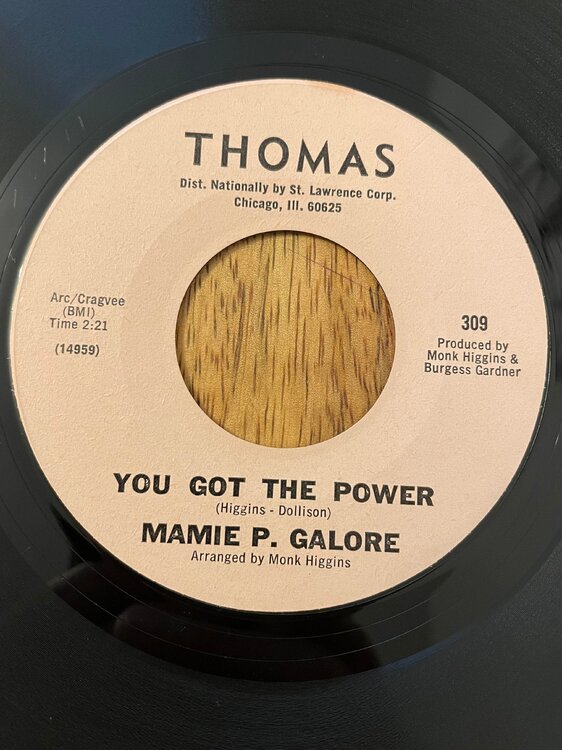 THOMAS
Dist. Nationally by St. Lawrence Corp.
Chicago, Ill. 60625
Arc/Cragvee
(BMI)
Time 2:21
(14959)
309
Produced by
Monk Higgins &
Burgess Gardner
YOU GOT THE POWER
(Higgins - Dollison)
MAMIE P. GALORE
Arranged by Monk Higgins